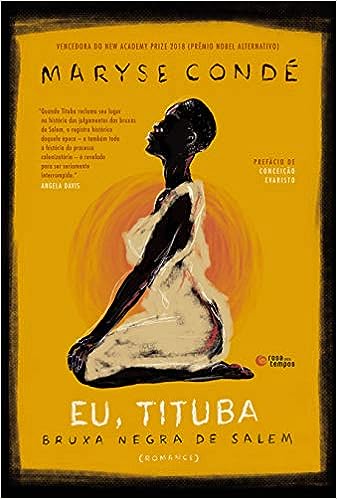 VENCEDORA DO NEW ACADEMY PRIZE 2018 (PRÊMIO NOBEL ALTERNATIVO)
MARYSE CONDÉ
"Quando Tituba reclama seu lugar
na história dos julgamentos das bruxas
de Salem, o registro histórico
daquela época – e também toda
a história do processo
colonizatório – é revelado
para ser seriamente
interrompido."
ANGELA DAVIS
PREFÁCIO DE
CONCEIÇÃO
EVARISTO
rosa dos
tempos
EU, TITUBA
BRUXA NEGRA DE SALEM
(ROMANCE)